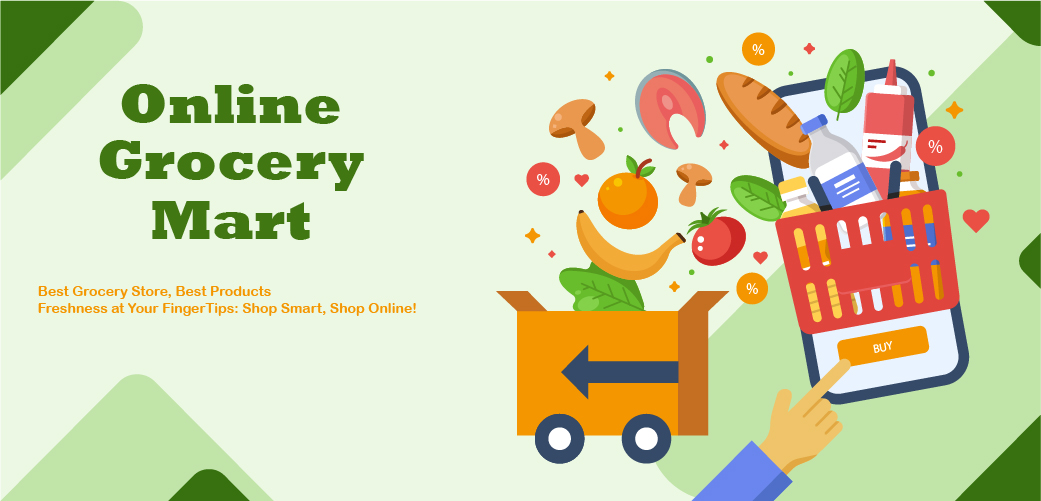 Online
Grocery
Mart
Best Grocery Store, Best Products
Freshness at Your FingerTips: Shop Smart, Shop Online!
%
%
%
%
BUY